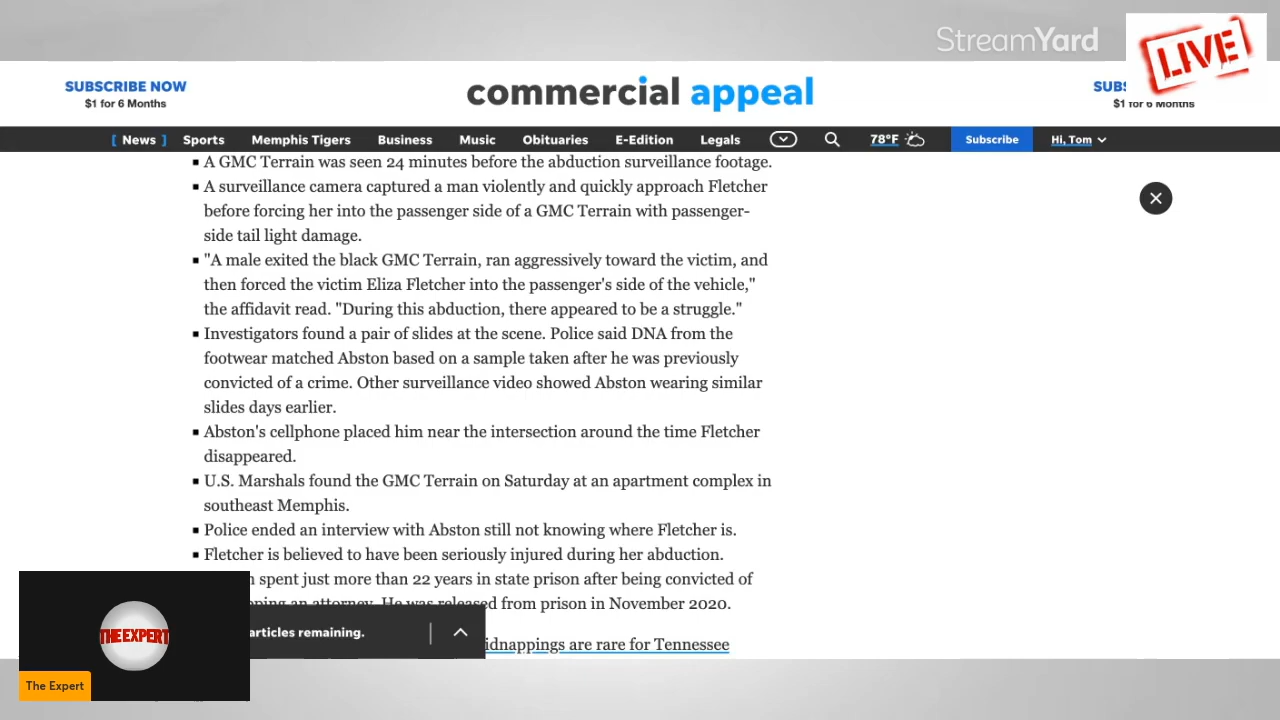 StreamYard
LIVE
SUBSCRIBE NOW
$1 for 6 Months
commercial appeal
SUBS
$1 for 6 Months
[ News ] Sports Memphis Tigers Business Music Obituaries E-Edition Legals 78°F Subscribe Hi, Tom
▪ A GMC Terrain was seen 24 minutes before the abduction surveillance footage.
▪ A surveillance camera captured a man violently and quickly approach Fletcher
before forcing her into the passenger side of a GMC Terrain with passenger-
side tail light damage.
▪ "A male exited the black GMC Terrain, ran aggressively toward the victim, and
then forced the victim Eliza Fletcher into the passenger's side of the vehicle,"
the affidavit read. "During this abduction, there appeared to be a struggle."
▪ Investigators found a pair of slides at the scene. Police said DNA from the
footwear matched Abston based on a sample taken after he was previously
convicted of a crime. Other surveillance video showed Abston wearing similar
slides days earlier.
▪ Abston's cellphone placed him near the intersection around the time Fletcher
disappeared.
▪ U.S. Marshals found the GMC Terrain on Saturday at an apartment complex in
southeast Memphis.
▪ Police ended an interview with Abston still not knowing where Fletcher is.
▪ Fletcher is believed to have been seriously injured during her abduction.
spent just more than 22 years in state prison after being convicted of
an attorney. He was released from prison in November 2020.
articles remaining.
idnappings are rare for Tennessee
THE EXPERT
The Expert